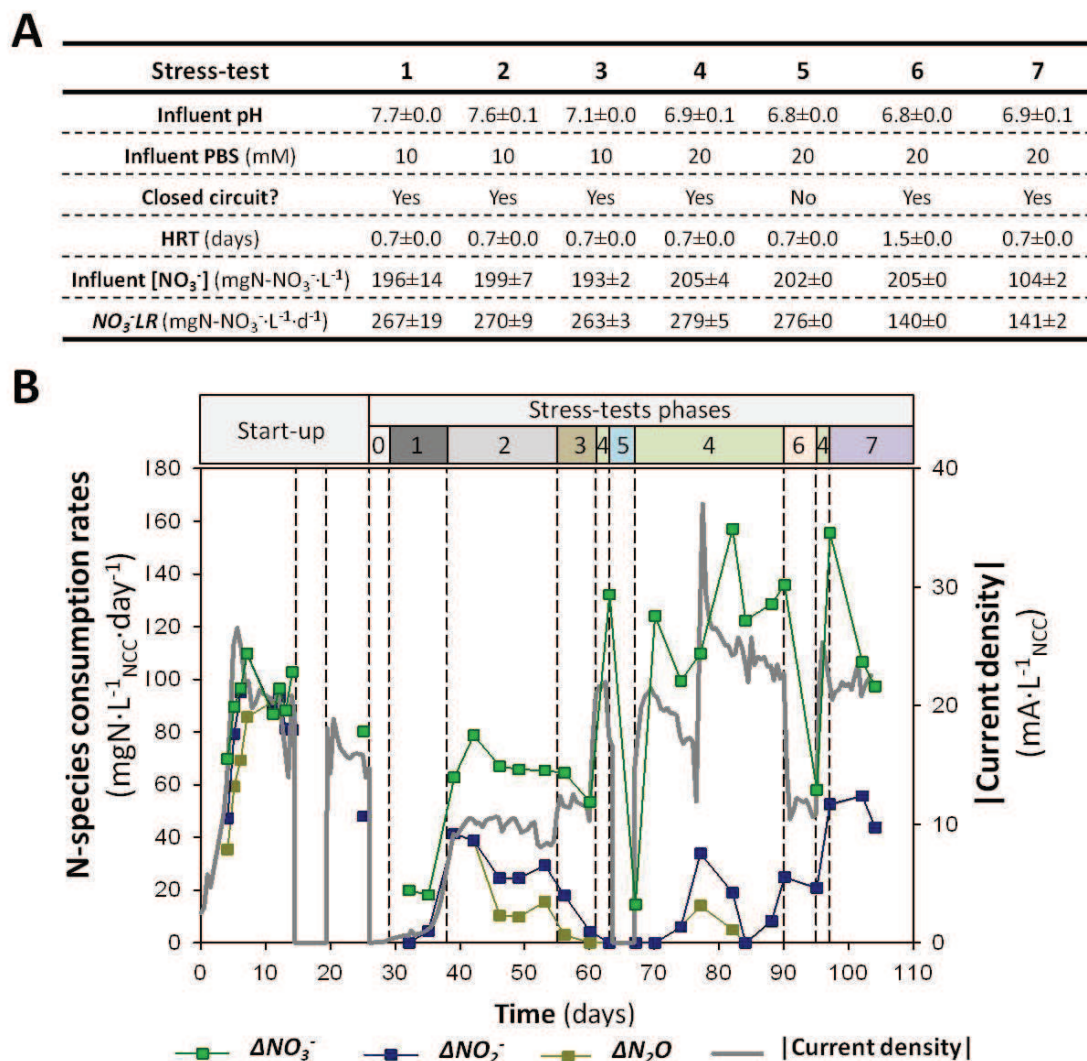 A
Stress-test 1 2 3 4 5 6 7
Influent pH 7.7±0.0 7.6±0.1 7.1±0.0 6.9±0.1 6.8±0.0 6.8±0.0 6.9±0.1
Influent PBS (mM) 10 10 10 20 20 20 20
Closed circuit? Yes Yes Yes Yes No Yes Yes
HRT (days) 0.7±0.0 0.7±0.0 0.7±0.0 0.7±0.0 0.7±0.0 1.5±0.0 0.7±0.0
Influent [NO₃⁻] (mgN-NO₃⁻·L⁻¹) 196±14 199±7 193±2 205±4 202±0 205±0 104±2
NO₃⁻LR (mgN-NO₃⁻·L⁻¹·d⁻¹) 267±19 270±9 263±3 279±5 276±0 140±0 141±2
B
Start-up
Stress-tests phases
0 1 2 3 4 5 4 6 4 7
N-species consumption rates
(mgN·L⁻¹NCC·day⁻¹)
180
160
140
120
100
80
60
40
20
0
40
30
20
10
0
|Current density|
(mA·L⁻¹NCC)
0 10 20 30 40 50 60 70 80 90 100 110
Time (days)
ΔNO₃⁻ ΔNO₂⁻ ΔN₂O |Current density|